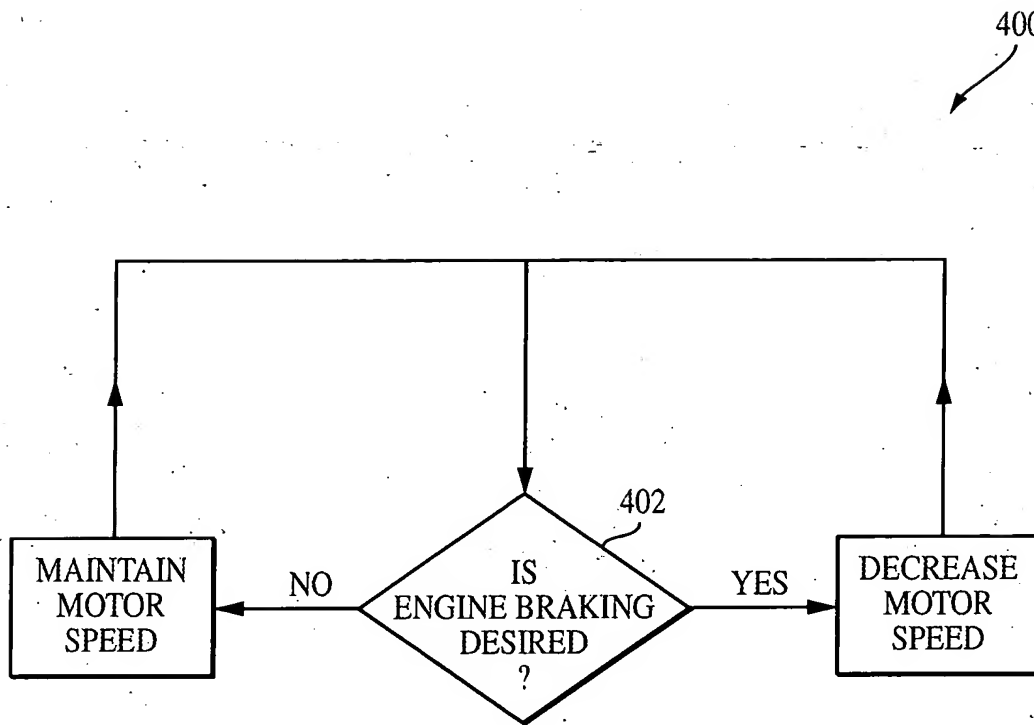 400
402
MAINTAIN
MOTOR
SPEED
NO
IS
ENGINE BRAKING
DESIRED
?
YES
DECREASE
MOTOR
SPEED